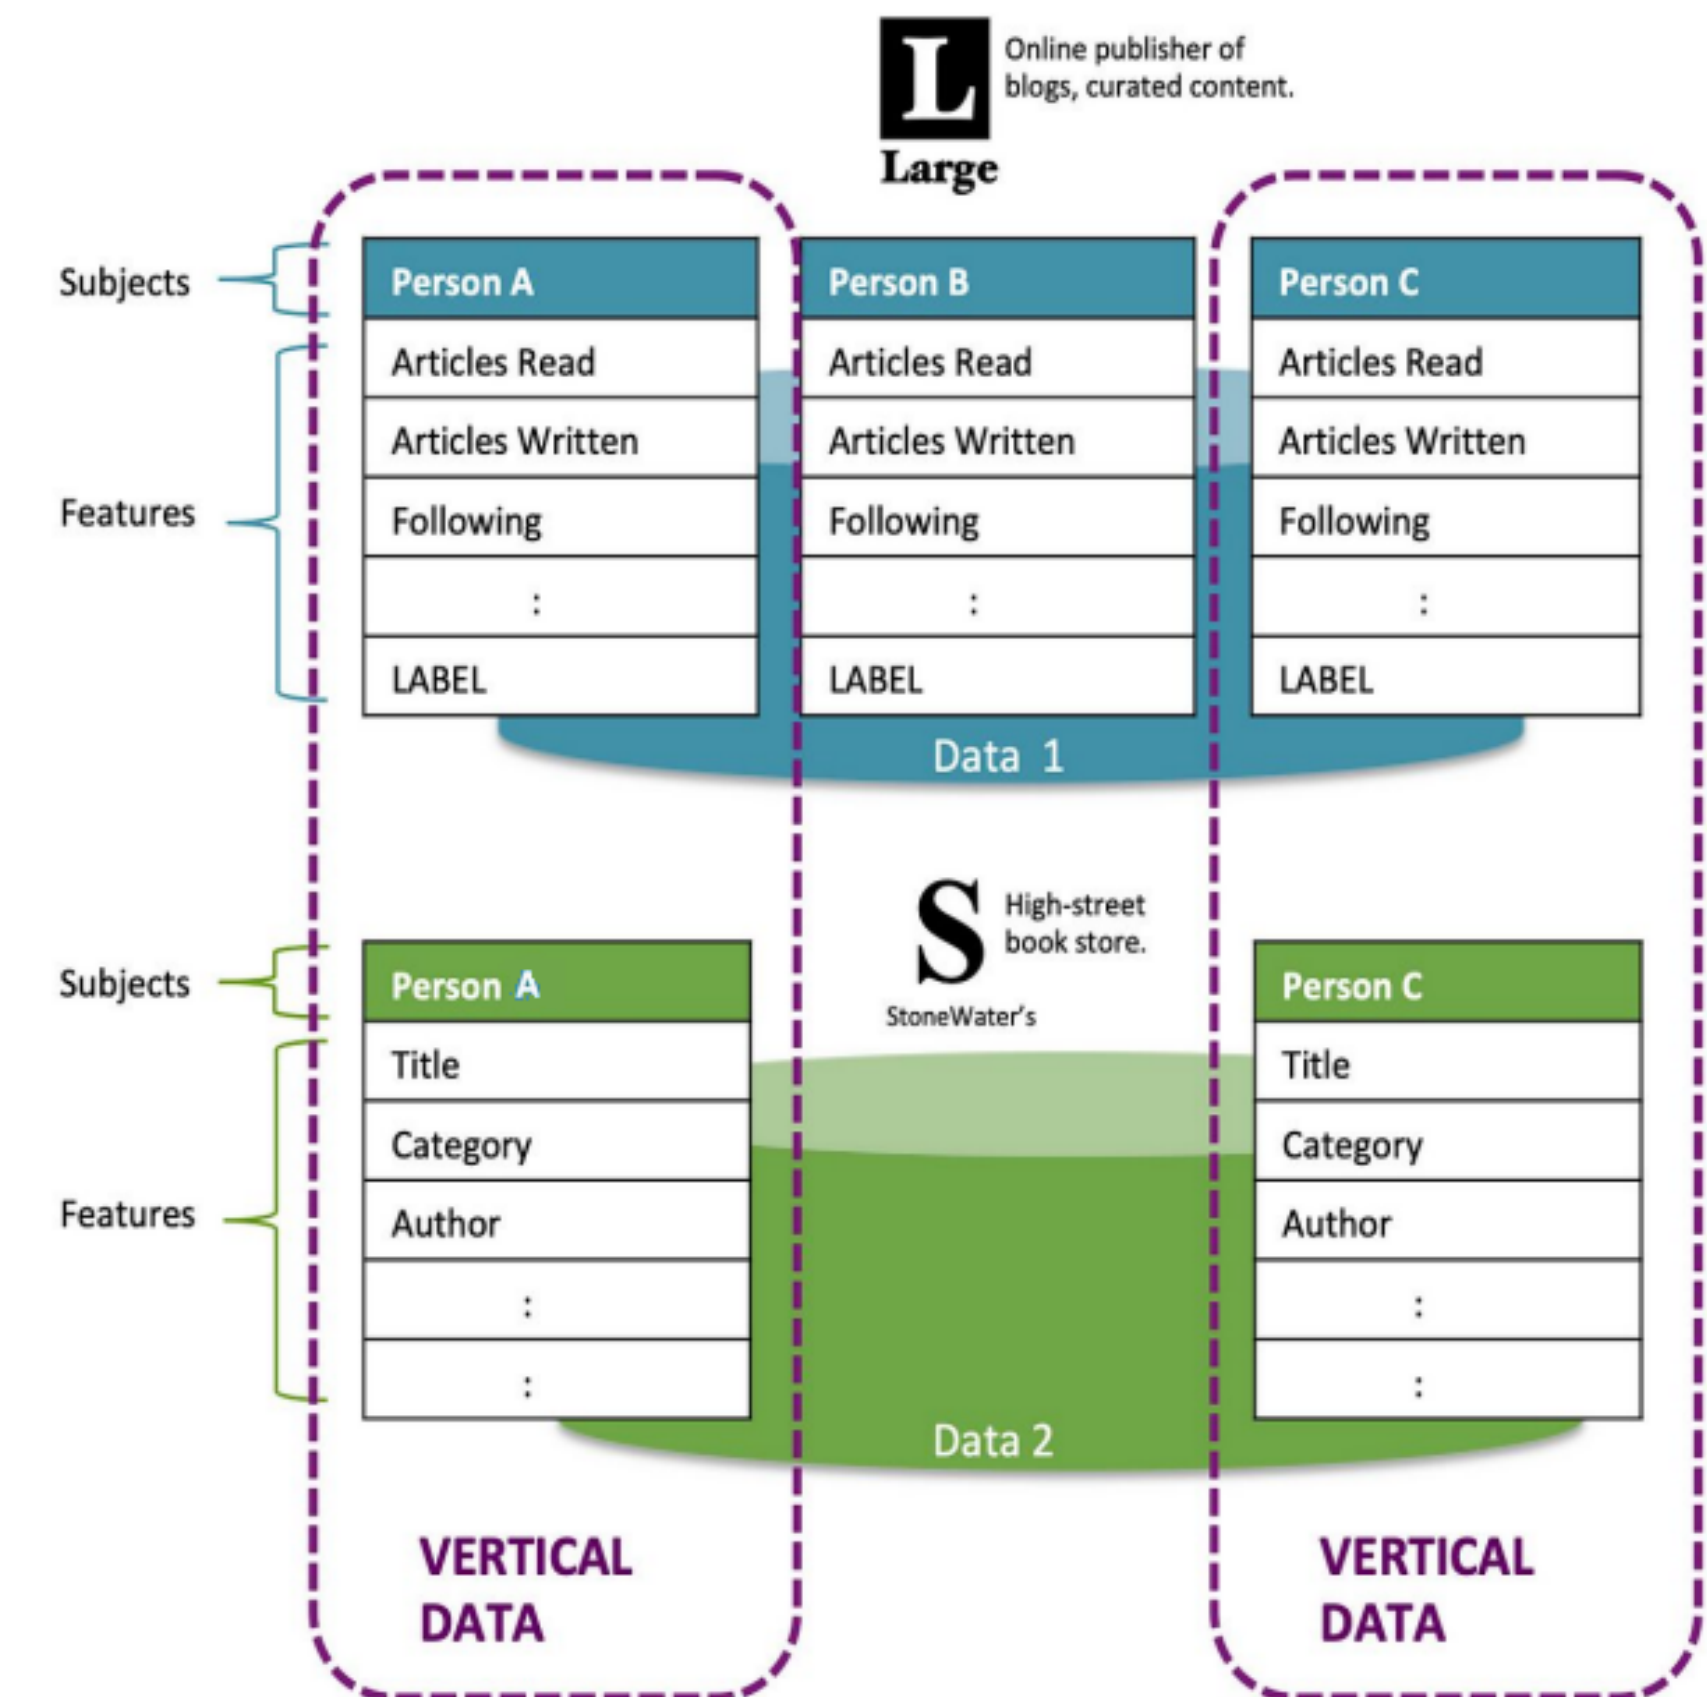 L
Online publisher of
blogs, curated content.
Large
Subjects
Person A
Person B
Person C
Features
Articles Read
Articles Read
Articles Read
Articles Written
Articles Written
Articles Written
Following
Following
Following
:
:
:
LABEL
LABEL
LABEL
Data 1
S
High-street
book store.
StoneWater's
Subjects
Person A
Person C
Features
Title
Title
Category
Category
Author
Author
:
:
:
:
Data 2
VERTICAL
DATA
VERTICAL
DATA